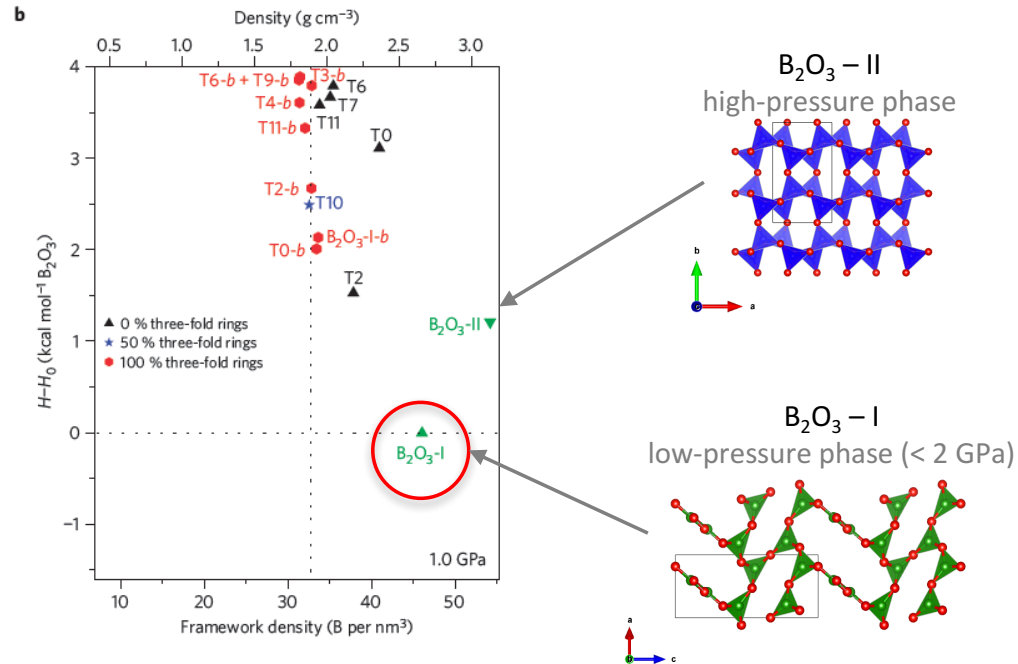 b
Density (g cm⁻³)
0.5 1.0 1.5 2.0 2.5 3.0
4
3
2
1
0
−1
H–H₀ (kcal mol⁻¹ B₂O₃)
T6-b + T9-b
T3-b
T6
T4-b
T7
T11
T11-b
T0
T2-b
T10
B₂O₃-I-b
T0-b
T2
B₂O₃-II
0 % three-fold rings
50 % three-fold rings
100 % three-fold rings
B₂O₃-I
1.0 GPa
10 20 30 40 50
Framework density (B per nm³)
B₂O₃ – II
high-pressure phase
b
c
a
B₂O₃ – I
low-pressure phase (< 2 GPa)
a
b
c